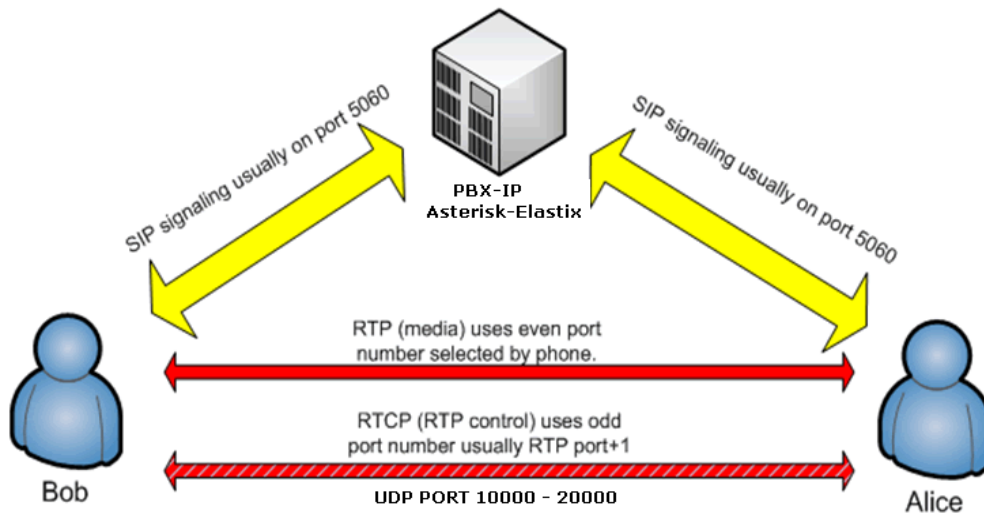 SIP signaling usually on port 5060
SIP signaling usually on port 5060
PBX-IP
Asterisk-Elastix
RTP (media) uses even port
number selected by phone.
RTCP (RTP control) uses odd
port number usually RTP port+1
UDP PORT 10000 - 20000
Bob
Alice